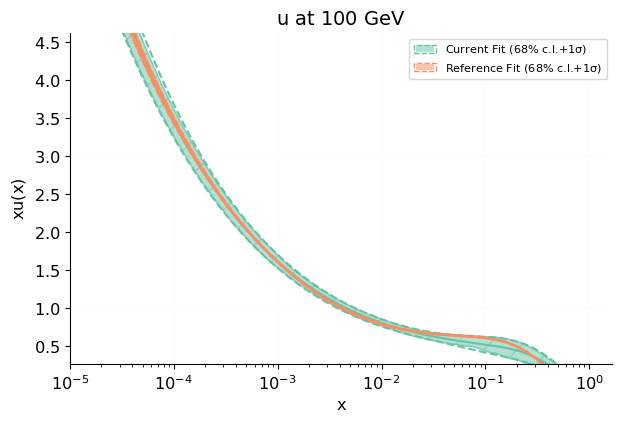 u at 100 GeV
Current Fit (68% c.l.+1σ)
Reference Fit (68% c.l.+1σ)
xu(x)
4.5
4.0
3.5
3.0
2.5
2.0
1.5
1.0
0.5
10⁻⁵ 10⁻⁴ 10⁻³ 10⁻² 10⁻¹ 10⁰
x